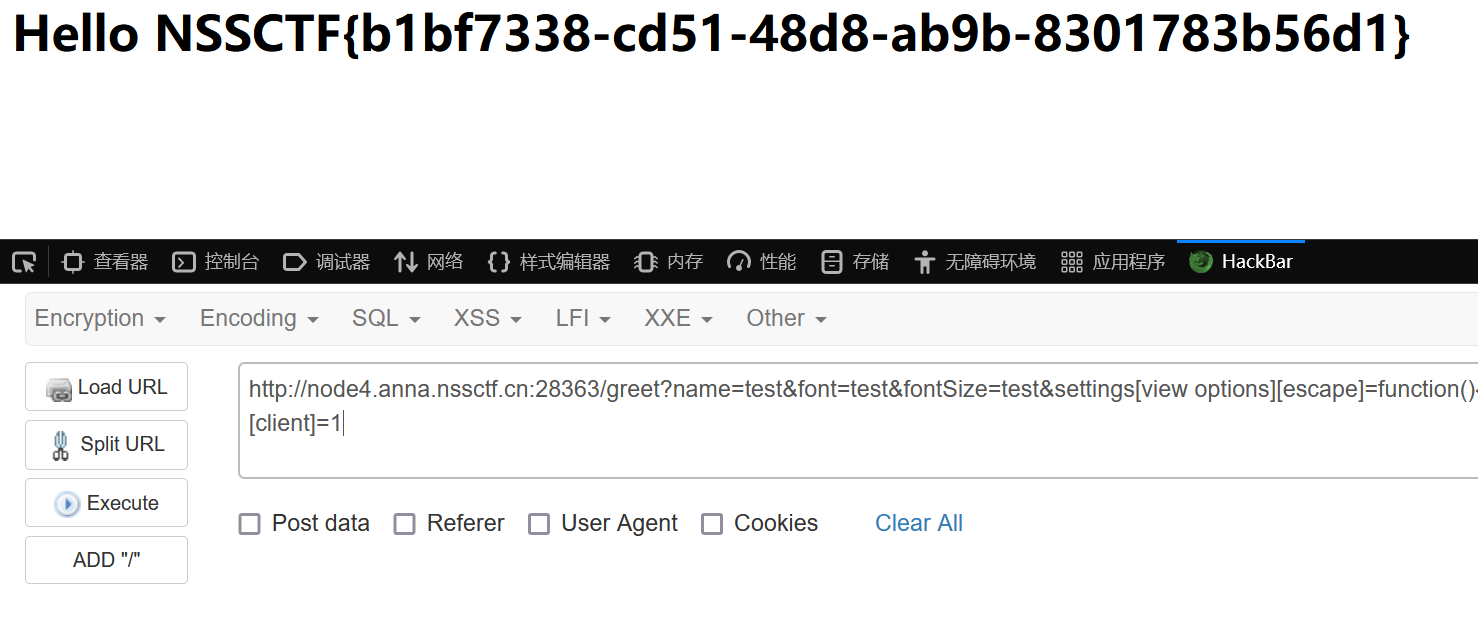 Hello NSSCTF{b1bf7338-cd51-48d8-ab9b-8301783b56d1}
查看器 控制台 调试器 网络 样式编辑器 内存 性能 存储 无障碍环境 应用程序 HackBar
Encryption Encoding SQL XSS LFI XXE Other
Load URL
Split URL
Execute
ADD "/"
http://node4.anna.nssctf.cn:28363/greet?name=test&font=test&fontSize=test&settings[view options][escape]=function()
[client]=1
Post data Referer User Agent Cookies Clear All